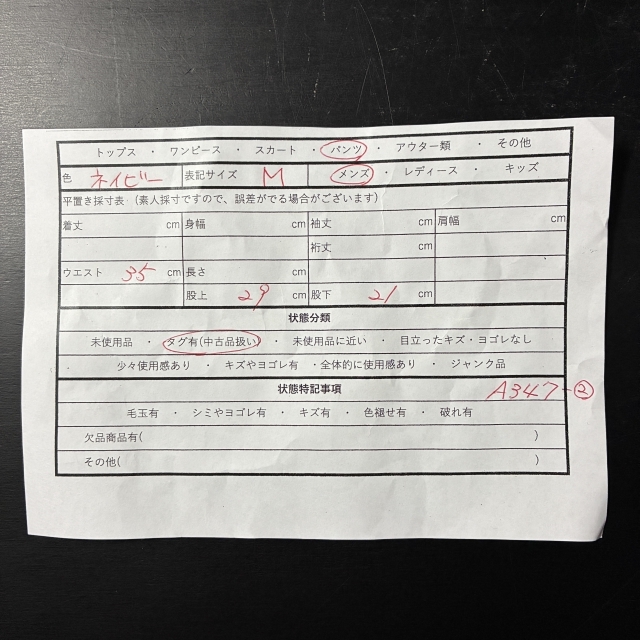 トップス ・ ワンピース ・ スカート ・ パンツ ・ アウター類 ・ その他
色 ネイビー 表記サイズ M メンズ ・ レディース ・ キッズ
平置き採寸表 (素人採寸ですので、誤差がでる場合がございます)
着丈 cm 身幅 cm 袖丈 cm 肩幅 cm
裄丈 cm
ウエスト 35 cm 長さ cm
股上 29 cm 股下 21 cm
状態分類
未使用品 ・ タグ有(中古品扱い) ・ 未使用品に近い ・ 目立ったキズ・ヨゴレなし
少々使用感あり ・ キズやヨゴレ有 ・全体的に使用感あり ・ ジャンク品
状態特記事項 A347-②
毛玉有 ・ シミやヨゴレ有 ・ キズ有 ・ 色褪せ有 ・ 破れ有
欠品商品有( )
その他( )